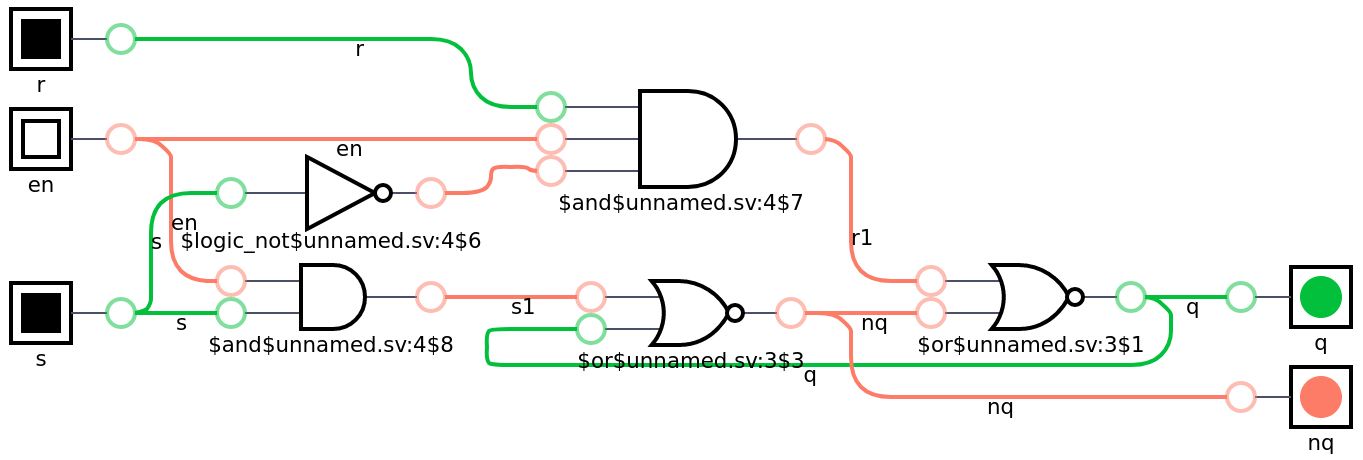 r
r
en
en
en
s
$logic_not$unnamed.sv:4$6
$and$unnamed.sv:4$7
r1
s
s
$and$unnamed.sv:4$8
s1
$or$unnamed.sv:3$3
nq
$or$unnamed.sv:3$1
q
q
q
nq
nq